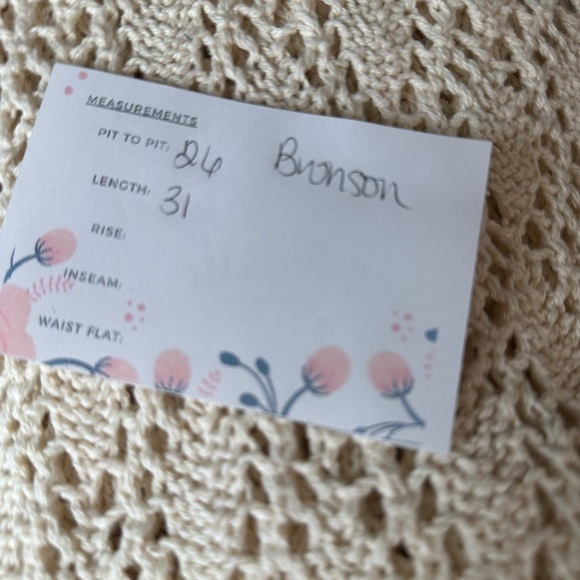 MEASUREMENTS
PIT TO PIT: 26 Bronson
LENGTH: 31
RISE:
INSEAM:
WAIST FLAT: